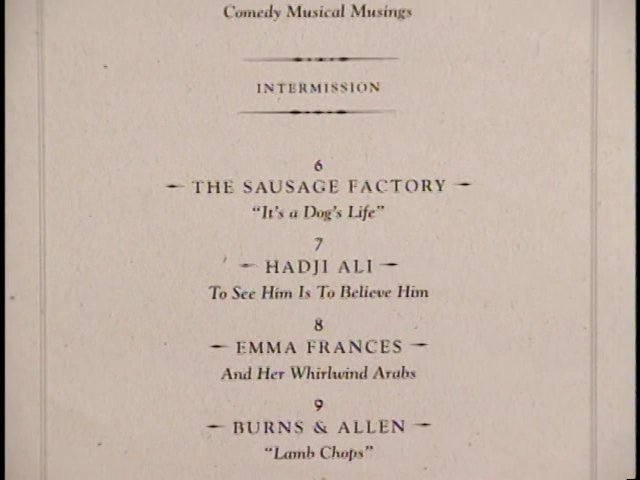 Comedy Musical Musings
INTERMISSION
6
THE SAUSAGE FACTORY
"It's a Dog's Life"
7
HADJI ALI
To See Him Is To Believe Him
8
EMMA FRANCES
And Her Whirlwind Arabs
9
BURNS & ALLEN
"Lamb Chops"